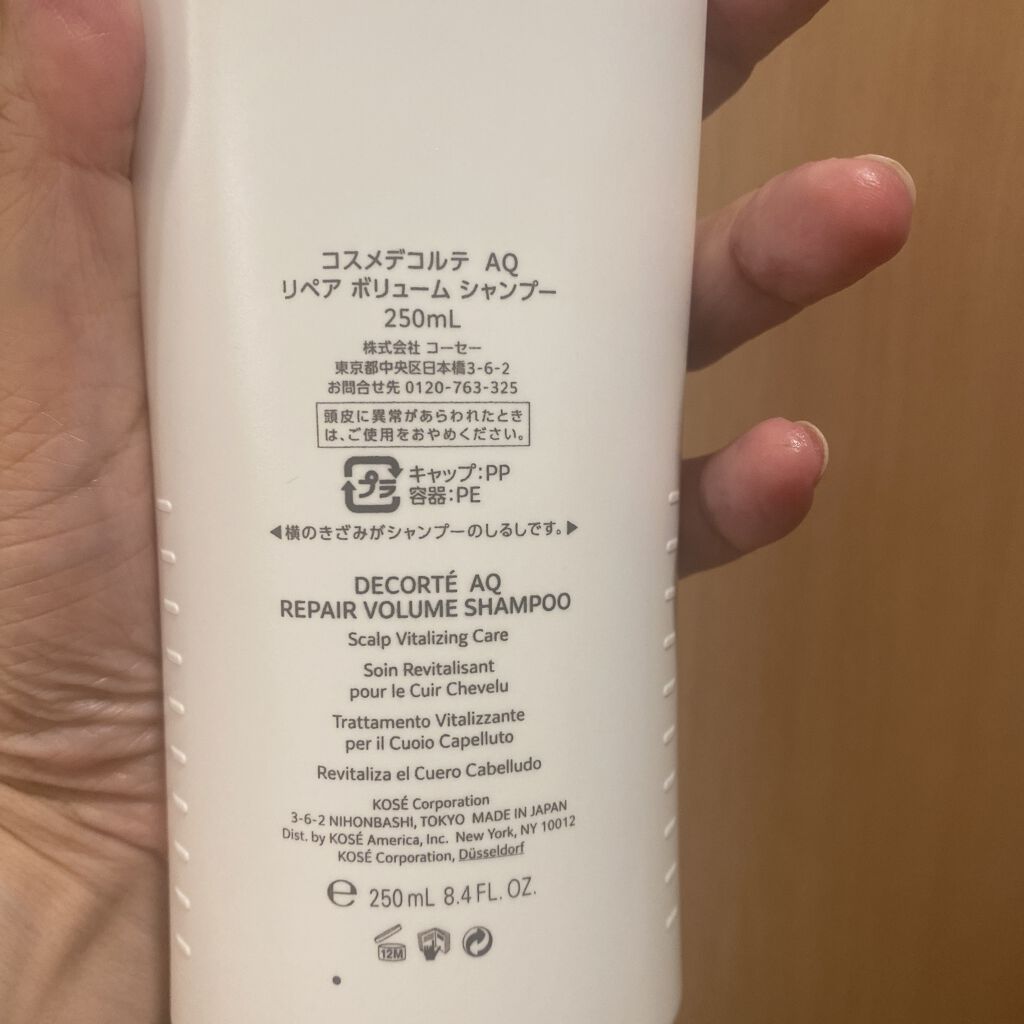 コスメデコルテ AQ
リペア ボリューム シャンプー
250mL
株式会社 コーセー
東京都中央区日本橋3-6-2
お問合せ先 0120-763-325
頭皮に異常があらわれたとき
は、ご使用をおやめください。
プラ
キャップ:PP
容器:PE
◀横のきざみがシャンプーのしるしです。▶
DECORTÉ AQ
REPAIR VOLUME SHAMPOO
Scalp Vitalizing Care
Soin Revitalisant
pour le Cuir Chevelu
Trattamento Vitalizzante
per il Cuoio Capelluto
Revitaliza el Cuero Cabelludo
KOSÉ Corporation
3-6-2 NIHONBASHI, TOKYO MADE IN JAPAN
Dist. by KOSÉ America, Inc. New York, NY 10012
KOSÉ Corporation, Düsseldorf
℮ 250 mL 8.4 FL. OZ.
12M